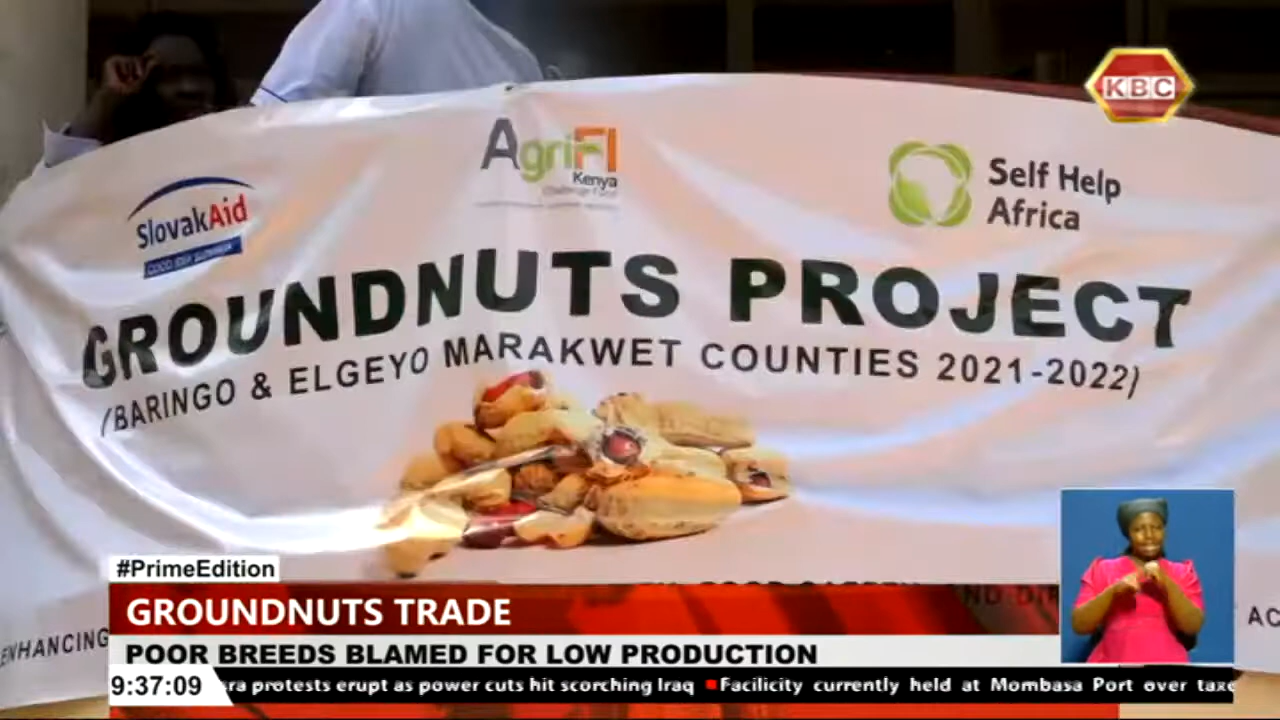 KBC
AgriFI
Kenya
SlovakAid
Self Help
Africa
GROUNDNUTS PROJECT
(BARINGO & ELGEYO MARAKWET COUNTIES 2021-2022)
ENHANCING
#PrimeEdition
GROUNDNUTS TRADE
POOR BREEDS BLAMED FOR LOW PRODUCTION
9:37:09
protests erupt as power cuts hit scorching Iraq Facilicity currently held at Mombasa Port over